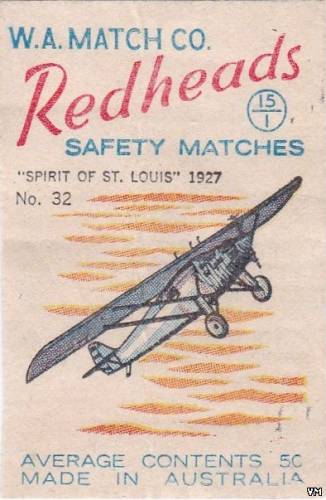 W.A. MATCH CO.
Redheads
15
1
SAFETY MATCHES
"SPIRIT OF ST. LOUIS" 1927
No. 32
AVERAGE CONTENTS 50
MADE IN AUSTRALIA
VM